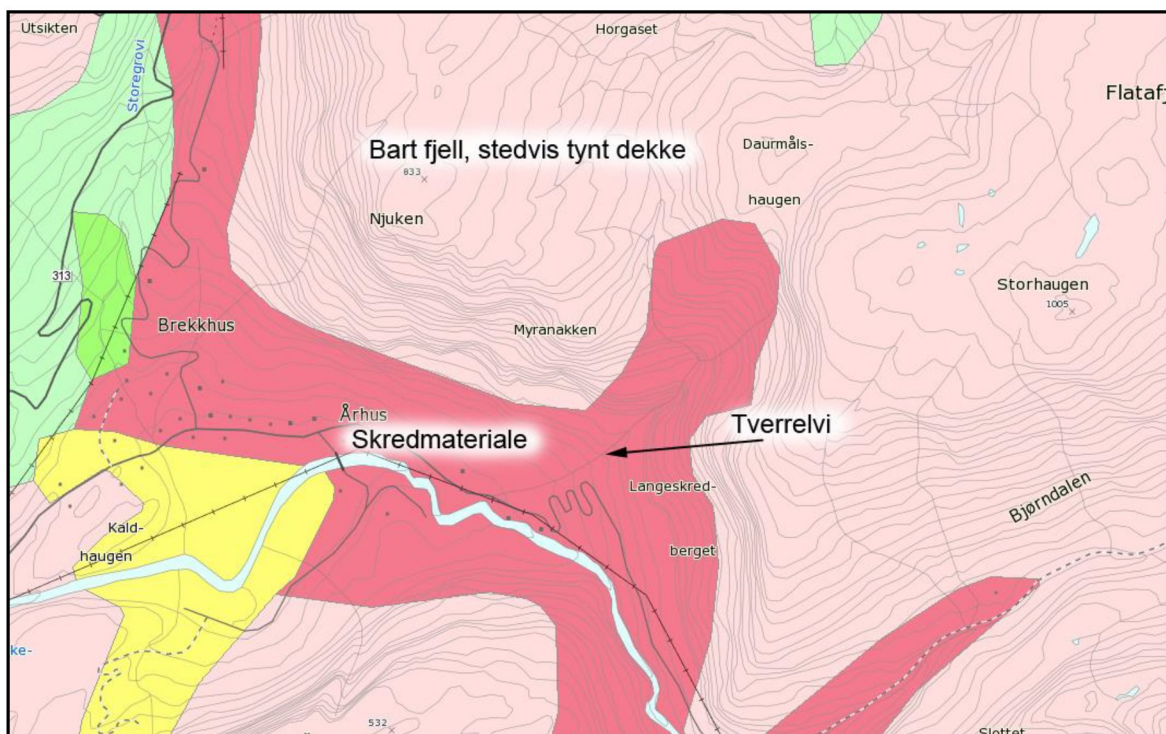 Utsikten
Horgaset
Storegrovi
Flatafj
Bart fjell, stedvis tynt dekke
Daurmåls-
haugen
833
Njuken
313
Storhaugen
1005
Brekkhus
Myranakken
Århus
Skredmateriale
Tverrelvi
Langeskred-
berget
Bjørndalen
Kald-
haugen
ke-
532
Slottet